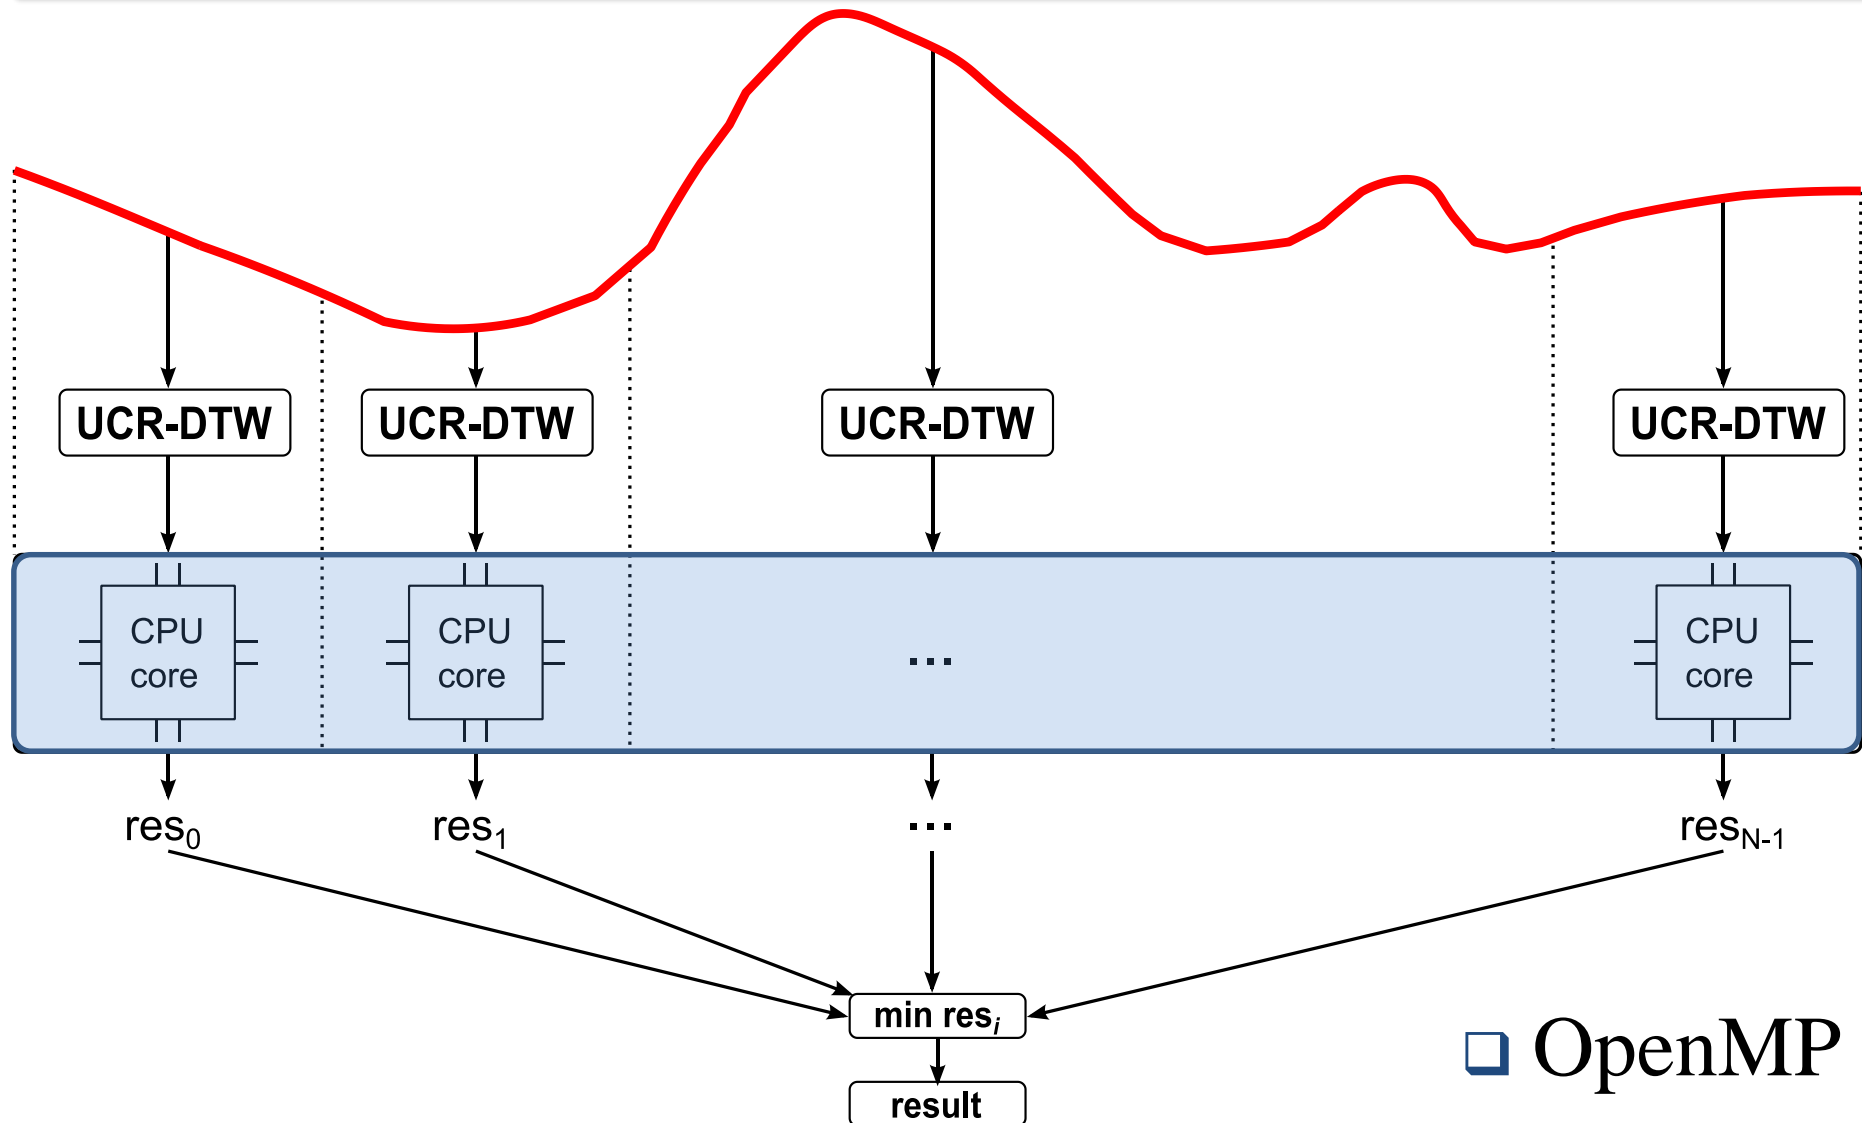 UCR-DTW UCR-DTW UCR-DTW UCR-DTW
CPU CPU CPU
core core ... core
res0 res1 ... resN-1
min resi
result
OpenMP